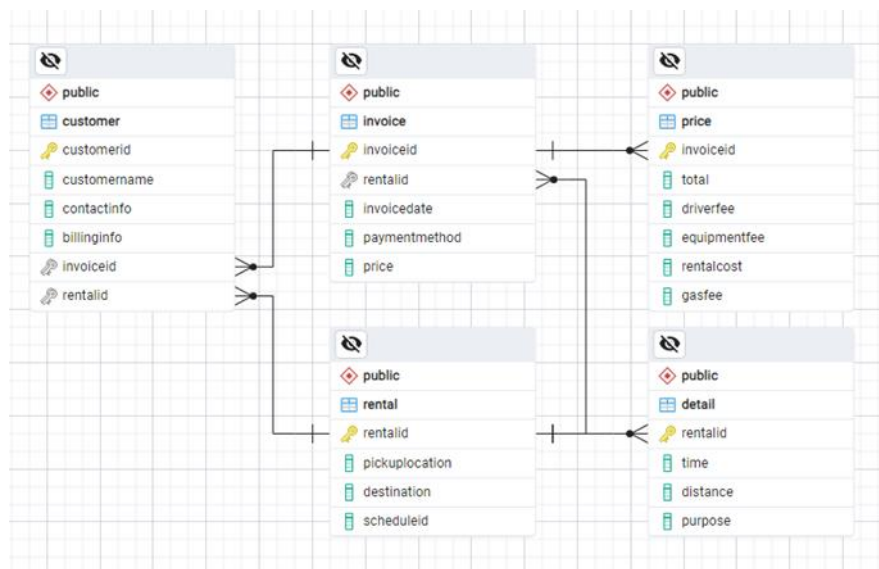 public
customer
customerid
customername
contactinfo
billinginfo
invoiceid
rentalid
public
invoice
invoiceid
rentalid
invoicedate
paymentmethod
price
public
price
invoiceid
total
driverfee
equipmentfee
rentalcost
gasfee
public
rental
rentalid
pickuplocation
destination
scheduleid
public
detail
rentalid
time
distance
purpose